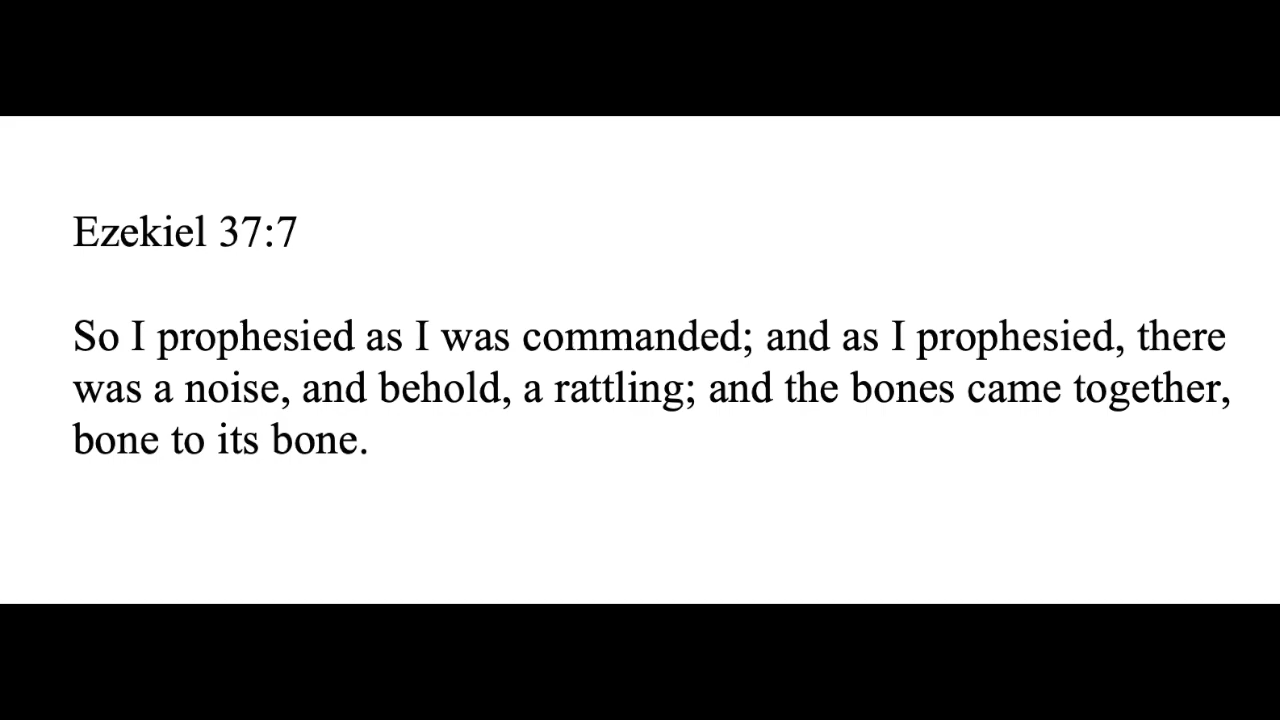 Ezekiel 37:7
So I prophesied as I was commanded; and as I prophesied, there
was a noise, and behold, a rattling; and the bones came together,
bone to its bone.